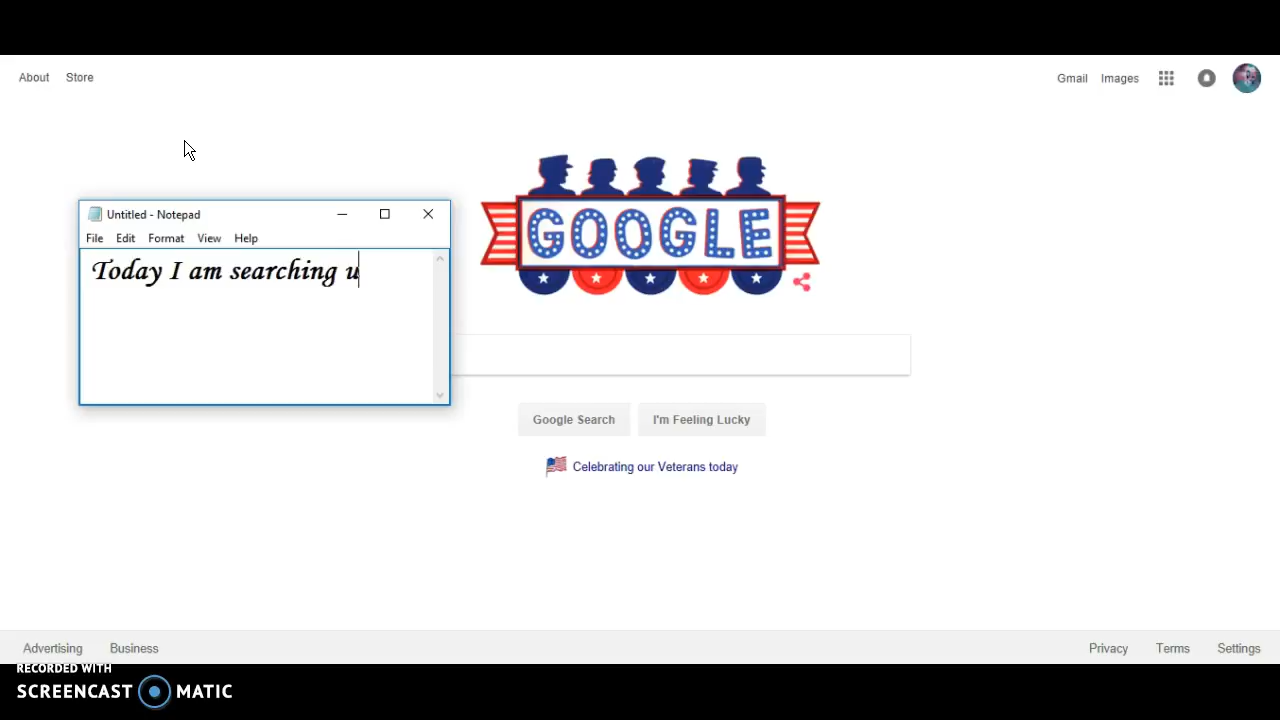 About Store
Gmail Images
GOOGLE
Untitled - Notepad
File Edit Format View Help
Today I am searching u
Google Search I'm Feeling Lucky
Celebrating our Veterans today
Advertising Business
Privacy Terms Settings
RECORDED WITH
SCREENCAST MATIC